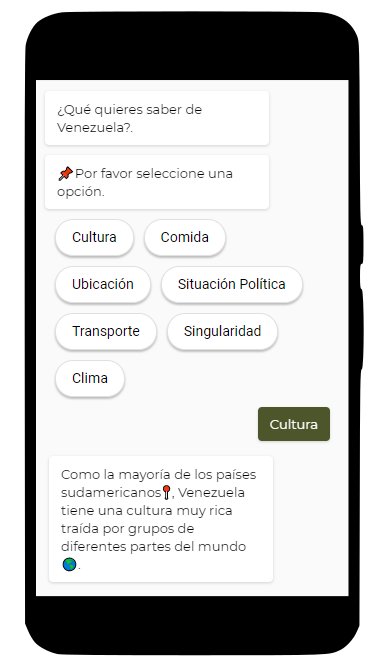 ¿Qué quieres saber de
Venezuela?.
📌Por favor seleccione una
opción.
Cultura
Comida
Ubicación
Situación Política
Transporte
Singularidad
Clima
Cultura
Como la mayoría de los países
sudamericanos📍, Venezuela
tiene una cultura muy rica
traída por grupos de
diferentes partes del mundo
🌎.